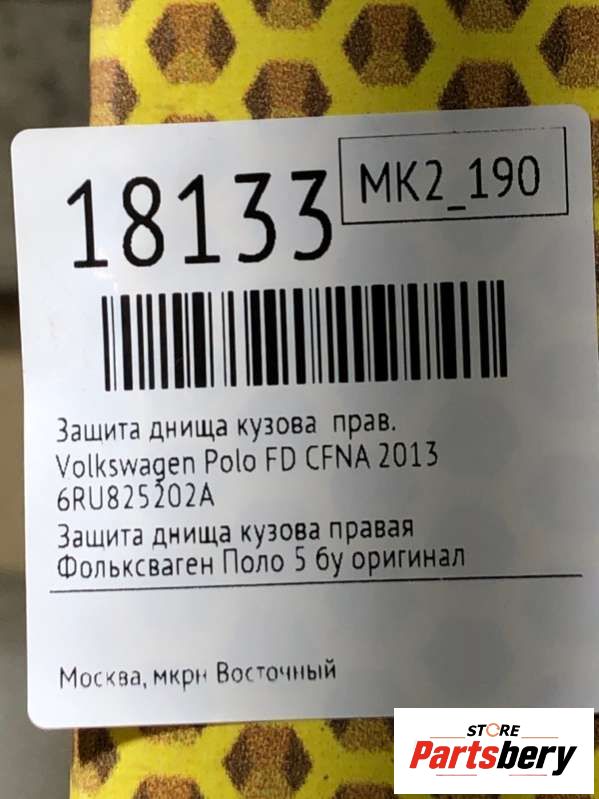 18133
MK2_190
Защита днища кузова прав.
Volkswagen Polo FD CFNA 2013
6RU825202A
Защита днища кузова правая
Фольксваген Поло 5 бу оригинал
Москва, мкрн Восточный
STORE
Partsbery